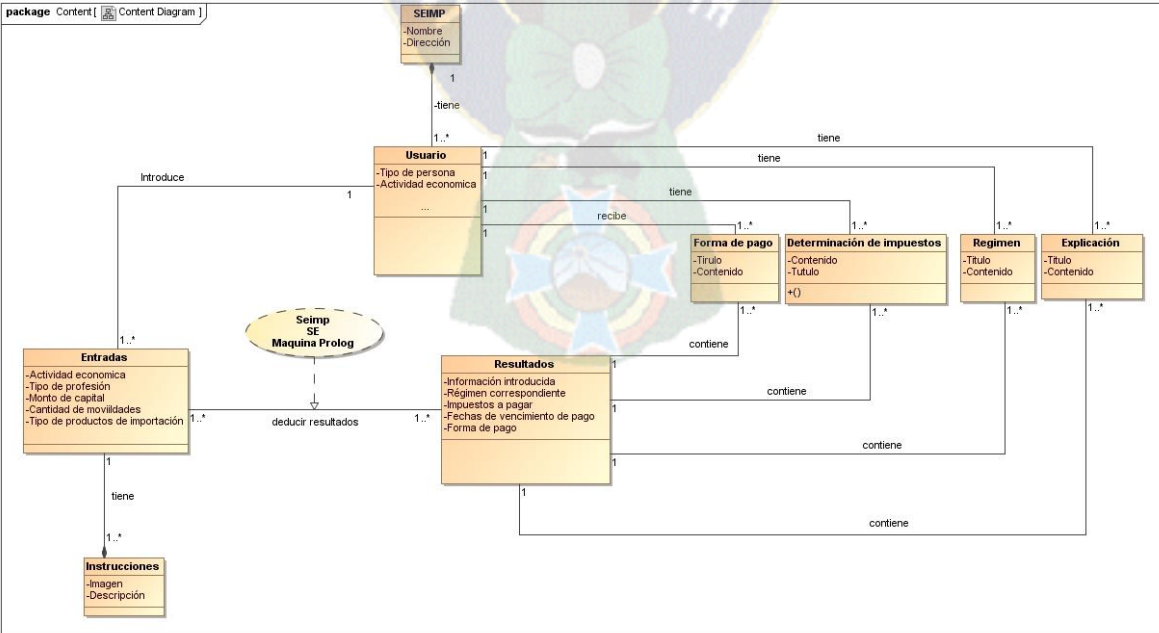 package Content [ Content Diagram ]
SEIMP
-Nombre
-Dirección
1
-tiene
1..*
Usuario
-Tipo de persona
-Actividad economica
...
1
Introduce
1
tiene
1
tiene
1
tiene
1
recibe
1..*
1..*
1..*
1..*
Forma de pago
-Tirulo
-Contenido
Determinación de impuestos
-Contenido
-Tutulo
+()
Regimen
-Titulo
-Contenido
Explicación
-Titulo
-Contenido
1..*
1..*
1..*
1..*
Seimp
SE
Maquina Prolog
1..*
Entradas
-Actividad economica
-Tipo de profesión
-Monto de capital
-Cantidad de moviildades
-Tipo de productos de importación
1..*
deducir resultados
1..*
Resultados
-Información introducida
-Régimen correspondiente
-Impuestos a pagar
-Fechas de vencimiento de pago
-Forma de pago
1
contiene
1
contiene
1
contiene
1
contiene
1
tiene
1..*
Instrucciones
-Imagen
-Descripción